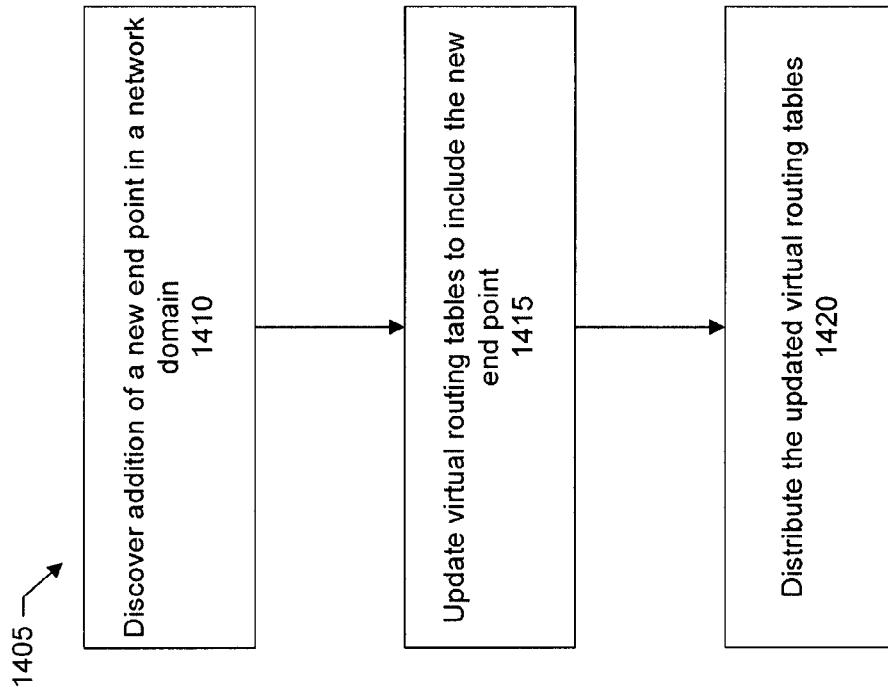 1405
Discover addition of a new end point in a network
domain
1410
Update virtual routing tables to include the new
end point
1415
Distribute the updated virtual routing tables
1420